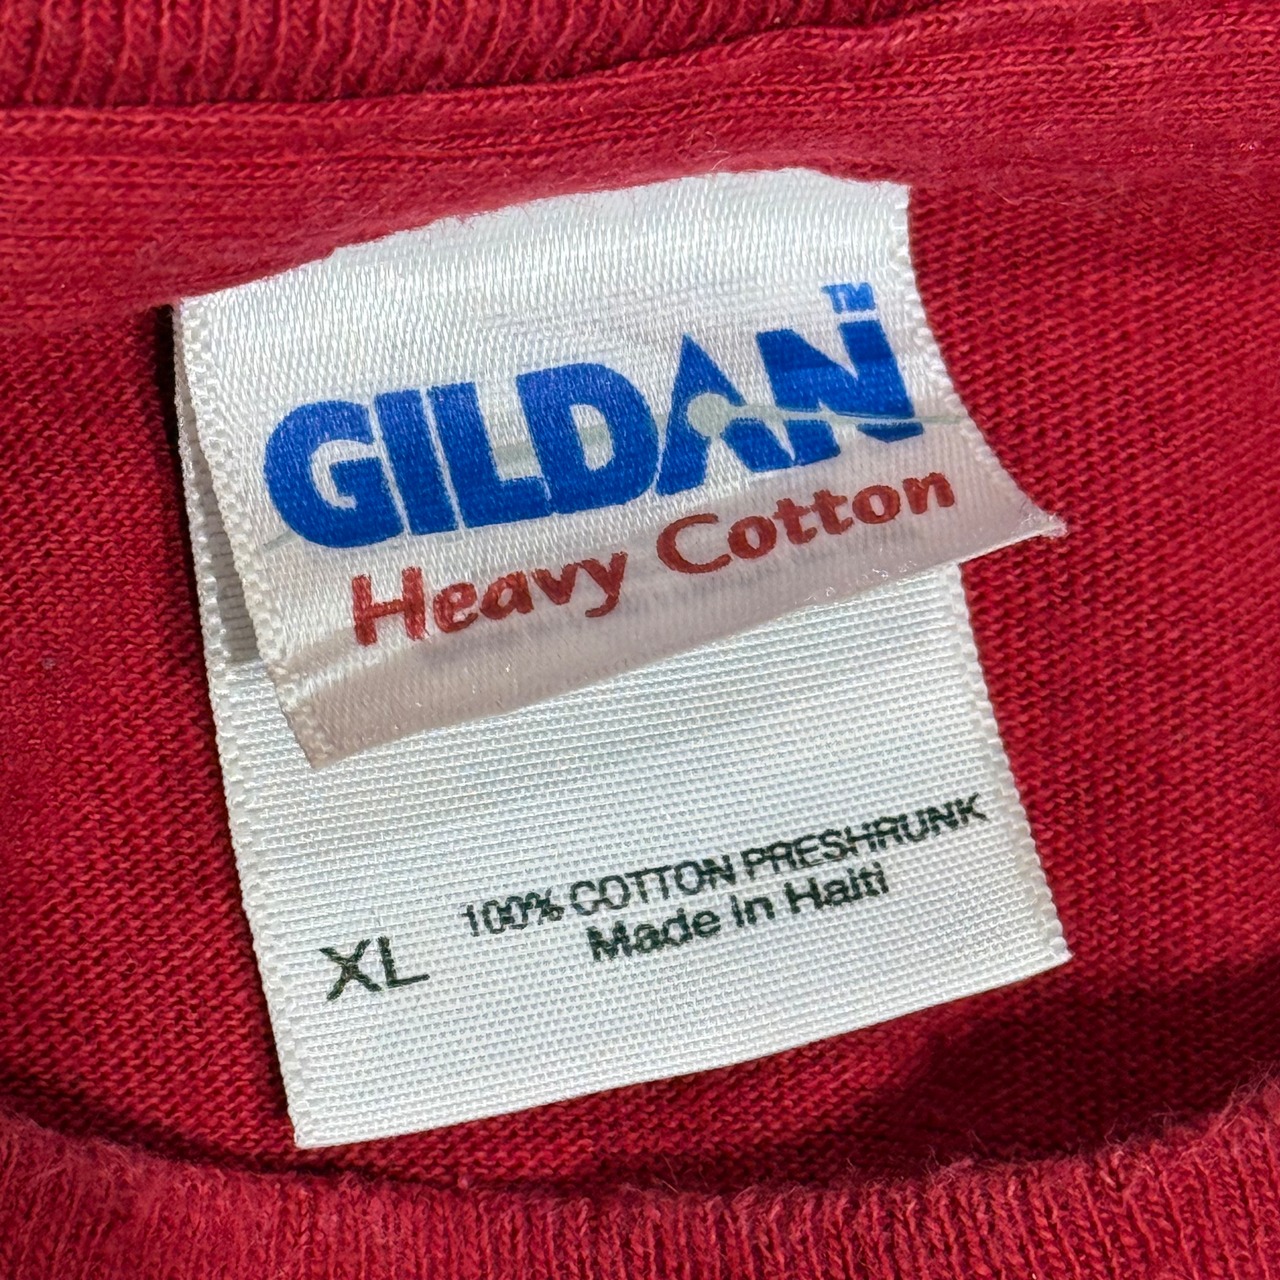 GILDAN™
Heavy Cotton
100% COTTON PRESHRUNK
Made in Haiti
XL